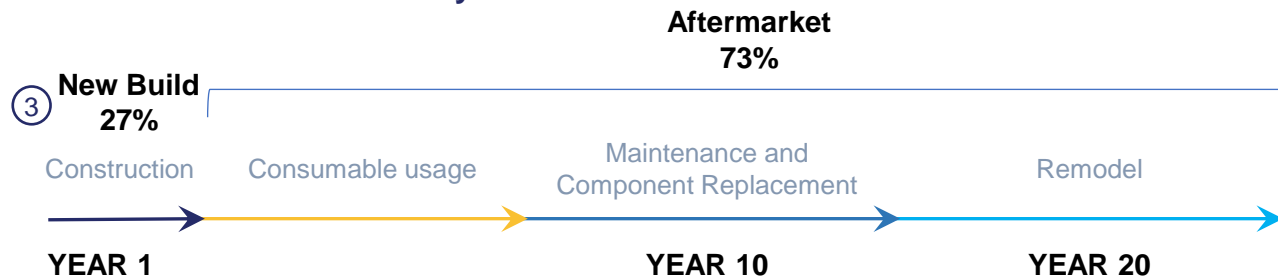 Aftermarket
73%
New Build
27%
3
Construction
Consumable usage
Maintenance and
Component Replacement
Remodel
YEAR 1
YEAR 10
YEAR 20